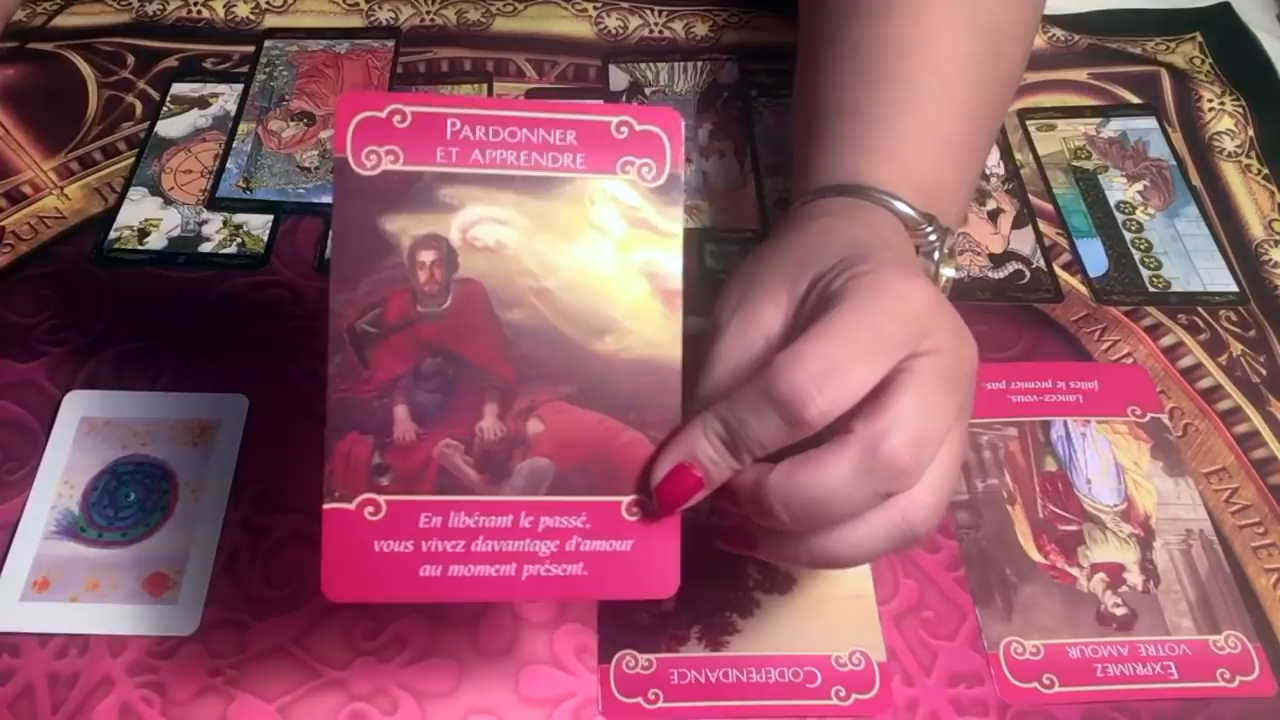 PARDONNER
ET APPRENDRE
En libérant le passé,
vous vivez davantage d'amour
au moment présent.
SUN
Lancez-vous,
faites le premier pas.
EXPRIMEZ
VOTRE AMOUR
CODÉPENDANCE